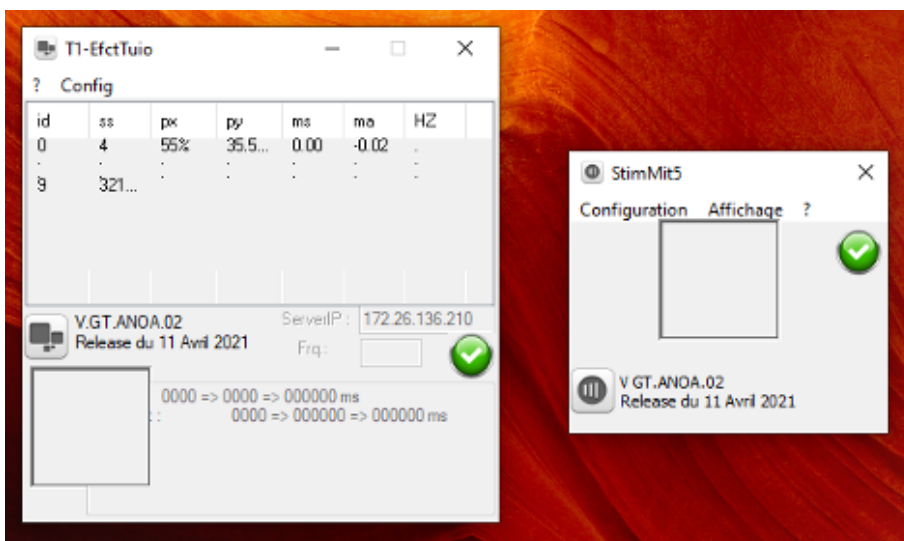 T1-EfctTuio
? Config
id ss px py ms ma HZ
0 4 55% 35.5... 0.00 -0.02 .
. . . . . . .
9 321... . . . . .
V.GT.ANOA.02
Release du 11 Avril 2021
ServerIP : 172.26.136.210
Frq :
0000 => 0000 => 000000 ms
: : 0000 => 000000 => 000000 ms
StimMit5
Configuration Affichage ?
V GT.ANOA.02
Release du 11 Avril 2021